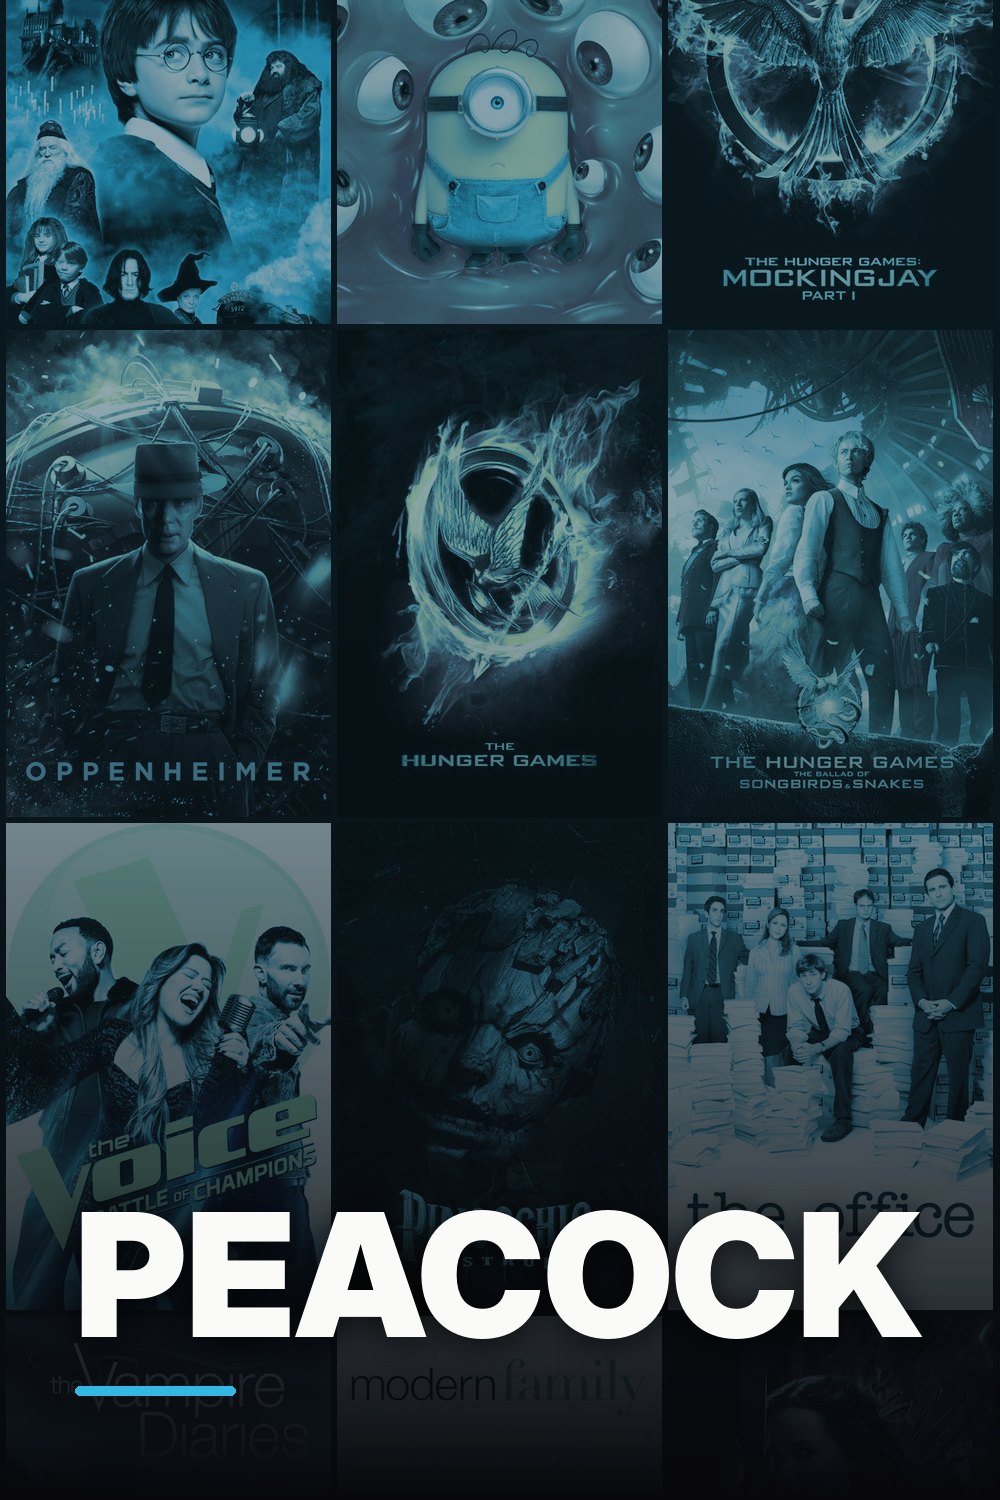 THE HUNGER GAMES:
MOCKINGJAY
PART 1
OPPENHEIMER
THE
HUNGER GAMES
THE HUNGER GAMES
THE BALLAD OF
SONGBIRDS & SNAKES
the
Voice
BATTLE OF CHAMPIONS
the office
PEACOCK
the Vampire
Diaries
modern family